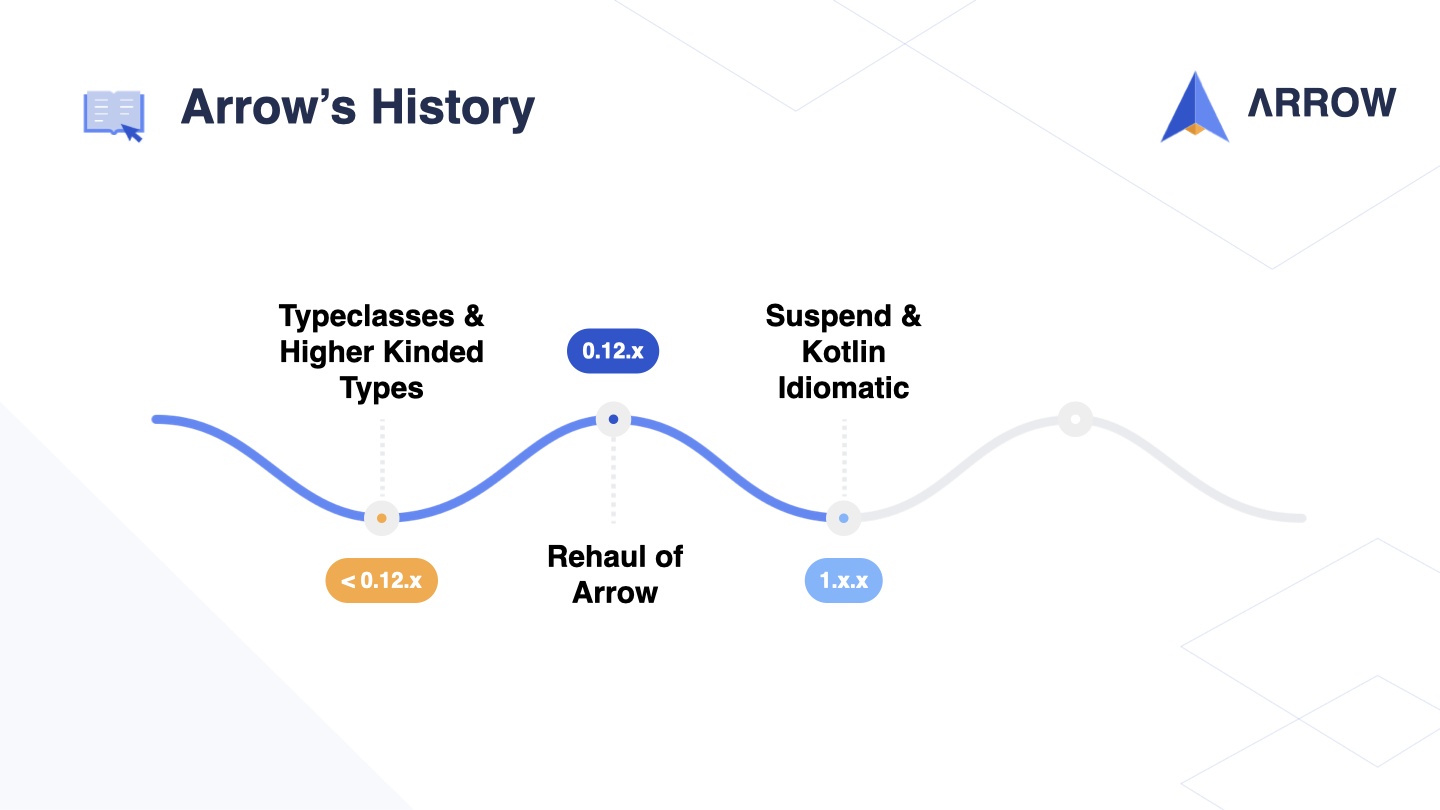 Arrow’s History
ΛRROW
Typeclasses &
Higher Kinded
Types
< 0.12.x
0.12.x
Rehaul of
Arrow
Suspend &
Kotlin
Idiomatic
1.x.x